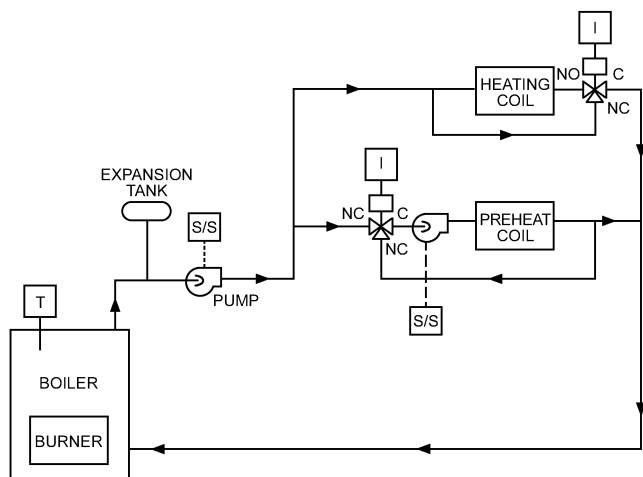 I
NO
C
HEATING
COIL
NC
I
EXPANSION
TANK
S/S
NC
C
PREHEAT
COIL
NC
PUMP
T
S/S
BOILER
BURNER